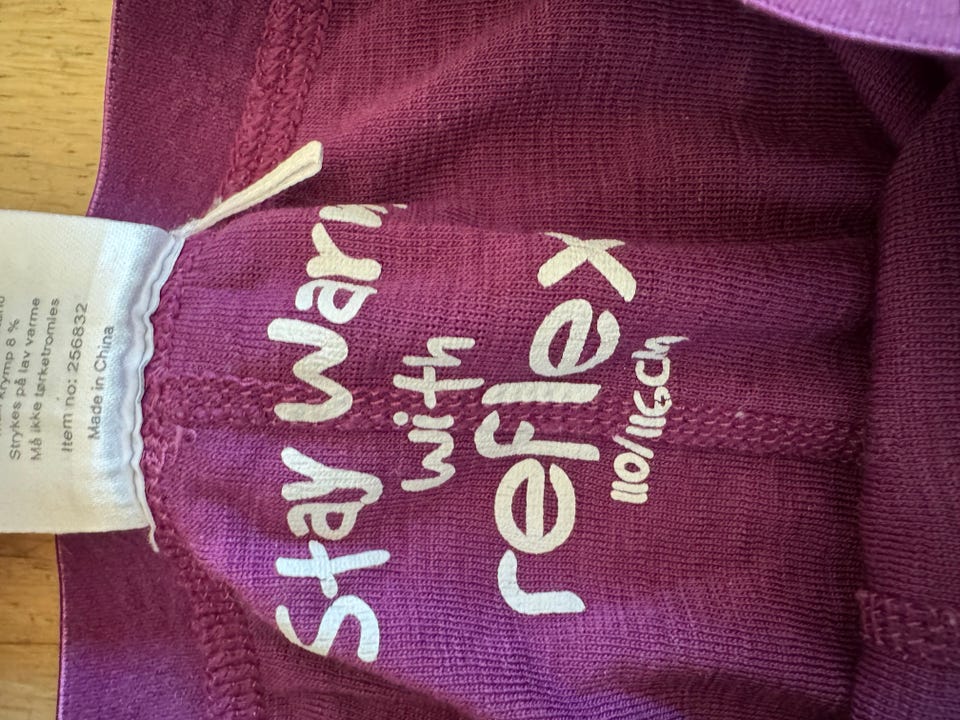 krymp 8 %
Strykes på lav varme
Må ikke tørketromles
Item no: 256832
Made in China
Stay warm
with
reflex
110/116cm